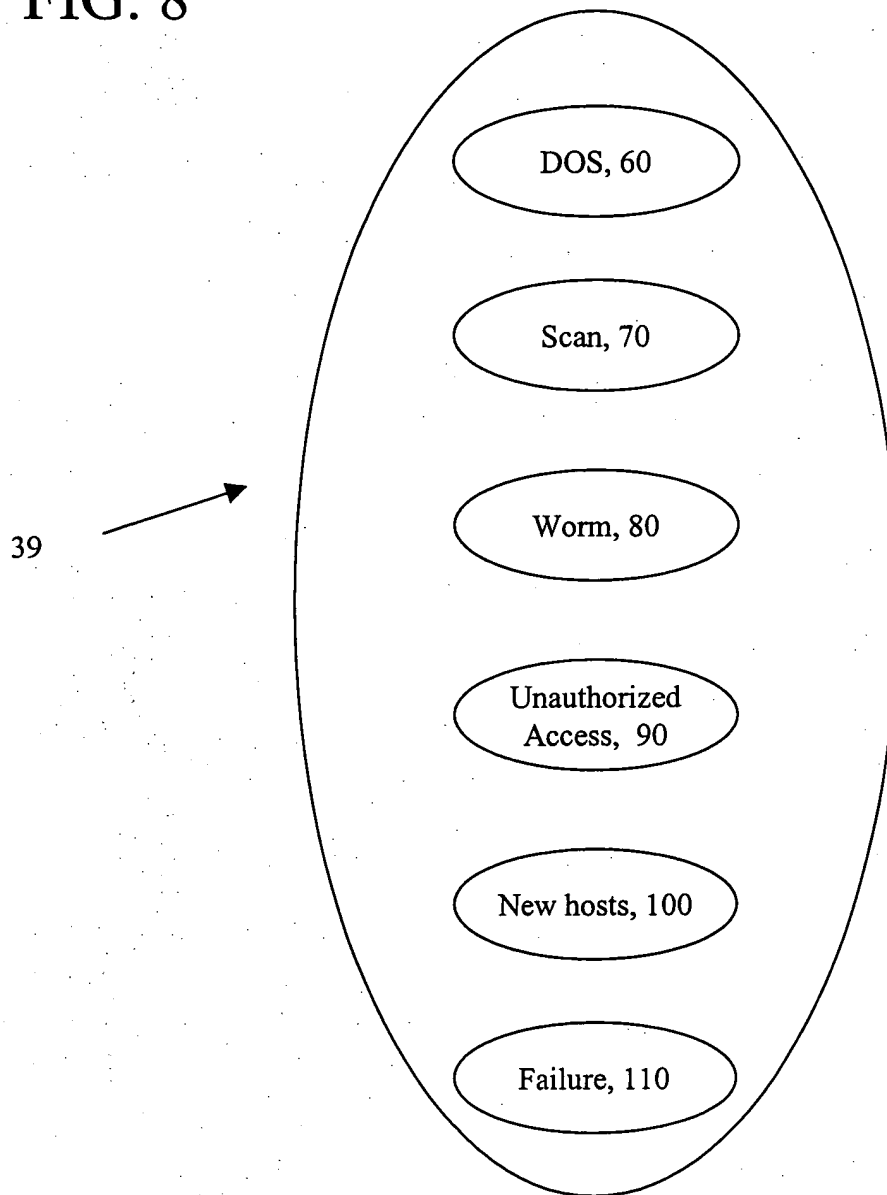 FIG. 8
DOS, 60
Scan, 70
39
Worm, 80
Unauthorized
Access, 90
New hosts, 100
Failure, 110